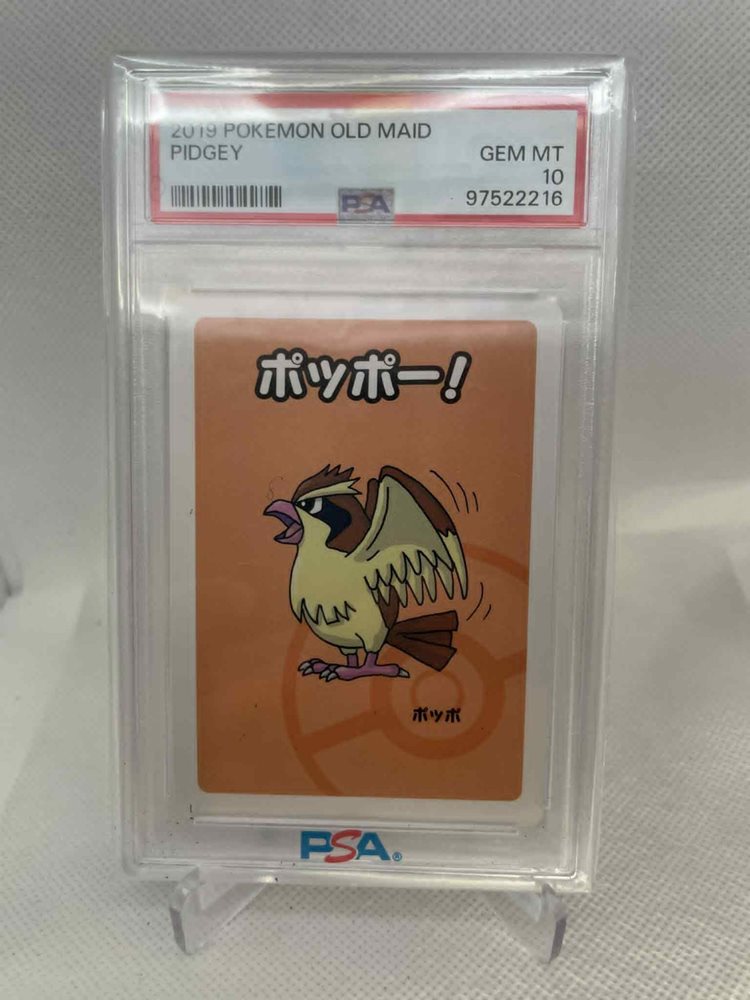 2019 POKEMON OLD MAID
PIDGEY
GEM MT
10
PSA
97522216
ポッポー!
ポッポ
PSA®